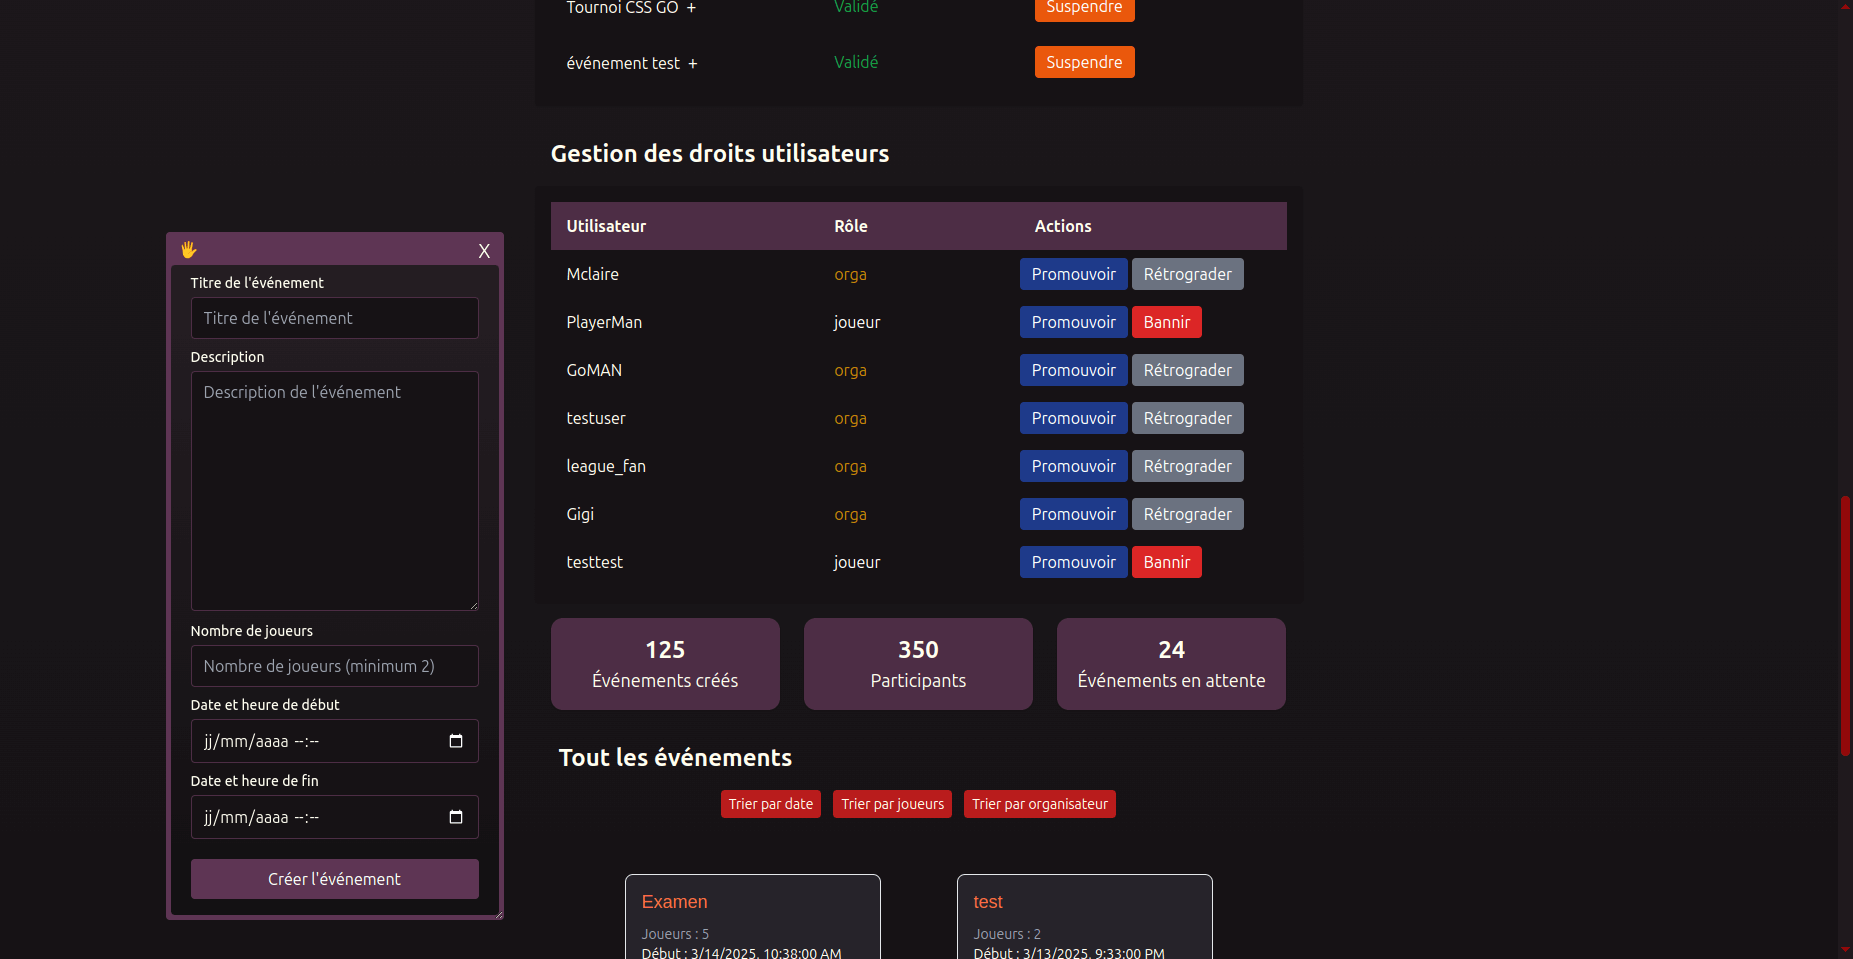 Tournoi CSS GO + Validé Suspendre
événement test + Validé Suspendre
Gestion des droits utilisateurs
Utilisateur Rôle Actions
Mclaire orga Promouvoir Rétrograder
PlayerMan joueur Promouvoir Bannir
GoMAN orga Promouvoir Rétrograder
testuser orga Promouvoir Rétrograder
league_fan orga Promouvoir Rétrograder
Gigi orga Promouvoir Rétrograder
testtest joueur Promouvoir Bannir
125 350 24
Événements créés Participants Événements en attente
Tout les événements
Trier par date Trier par joueurs Trier par organisateur
Examen
Joueurs : 5
Début : 3/14/2025, 10:38:00 AM
test
Joueurs : 2
Début : 3/13/2025, 9:33:00 PM
X
Titre de l'événement
Titre de l'événement
Description
Description de l'événement
Nombre de joueurs
Nombre de joueurs (minimum 2)
Date et heure de début
jj/mm/aaaa --:--
Date et heure de fin
jj/mm/aaaa --:--
Créer l'événement